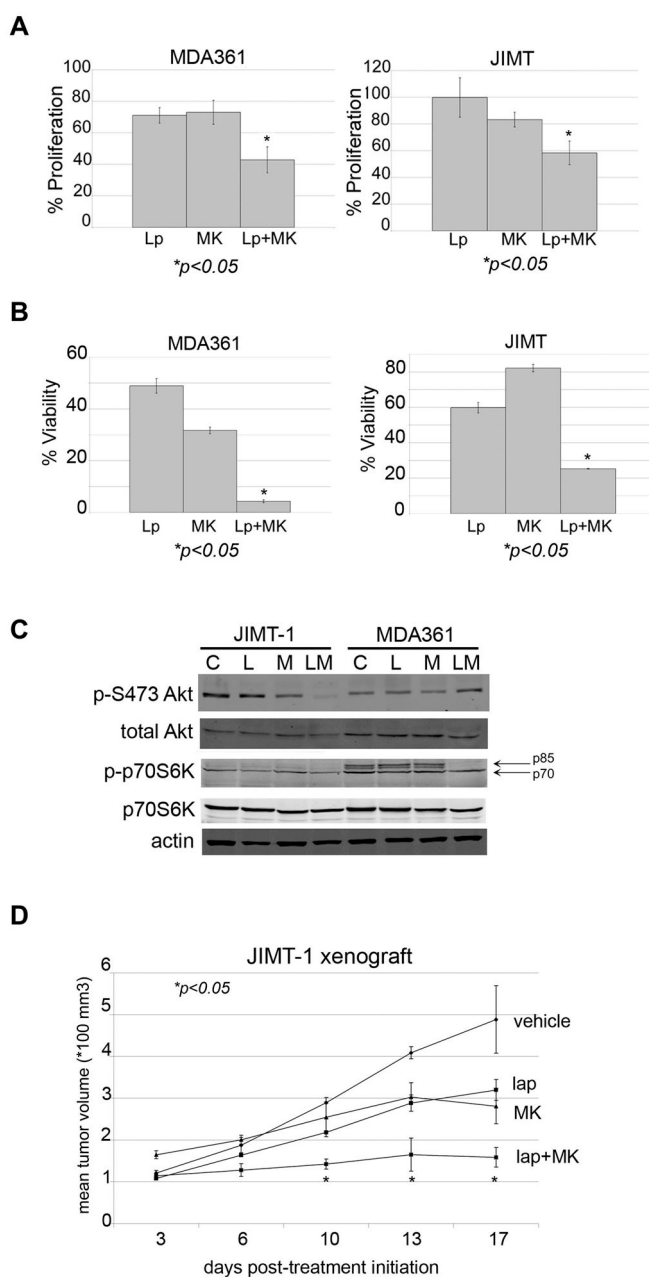 A
MDA361
JIMT
% Proliferation
100
80
60
40
20
0
Lp MK Lp+MK
*
*p<0.05
% Proliferation
120
100
80
60
40
20
0
Lp MK Lp+MK
*
*p<0.05
B
MDA361
JIMT
% Viability
60
40
20
0
Lp MK Lp+MK
*
*p<0.05
% Viability
80
60
40
20
0
Lp MK Lp+MK
*
*p<0.05
C
JIMT-1 MDA361
C L M LM C L M LM
p-S473 Akt
total Akt
p-p70S6K
p85
p70
p70S6K
actin
D
JIMT-1 xenograft
*p<0.05
mean tumor volume (*100 mm3)
6
5
4
3
2
1
0
vehicle
lap
MK
lap+MK
* * *
3 6 10 13 17
days post-treatment initiation